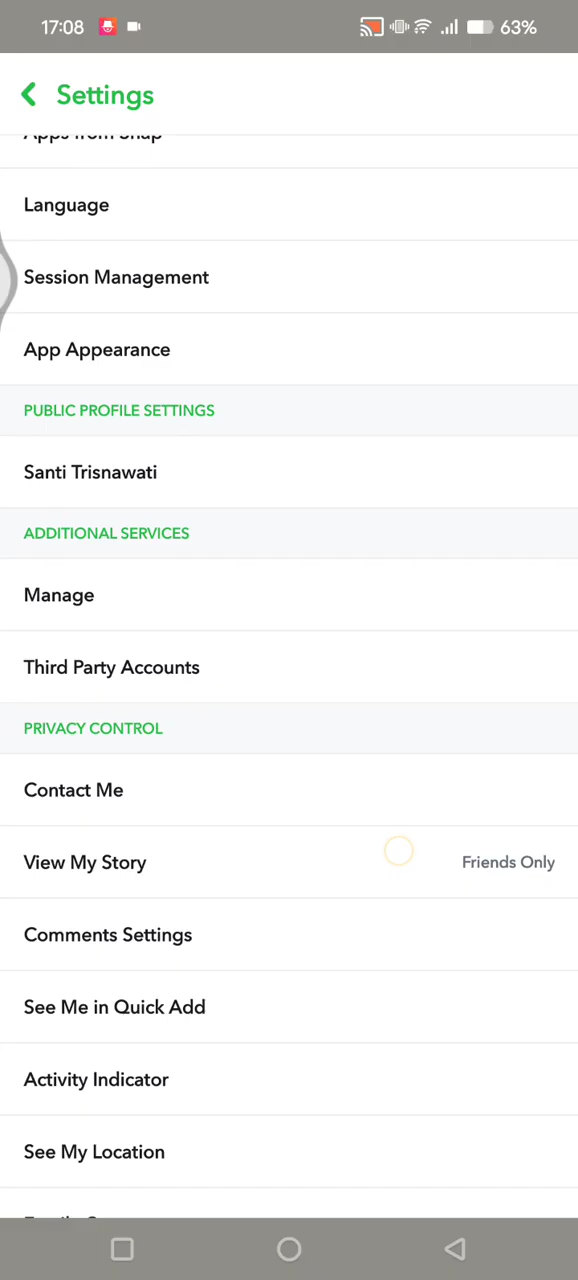 17:08
63%
Settings
Apps from Snap
Language
Session Management
App Appearance
PUBLIC PROFILE SETTINGS
Santi Trisnawati
ADDITIONAL SERVICES
Manage
Third Party Accounts
PRIVACY CONTROL
Contact Me
View My Story
Friends Only
Comments Settings
See Me in Quick Add
Activity Indicator
See My Location